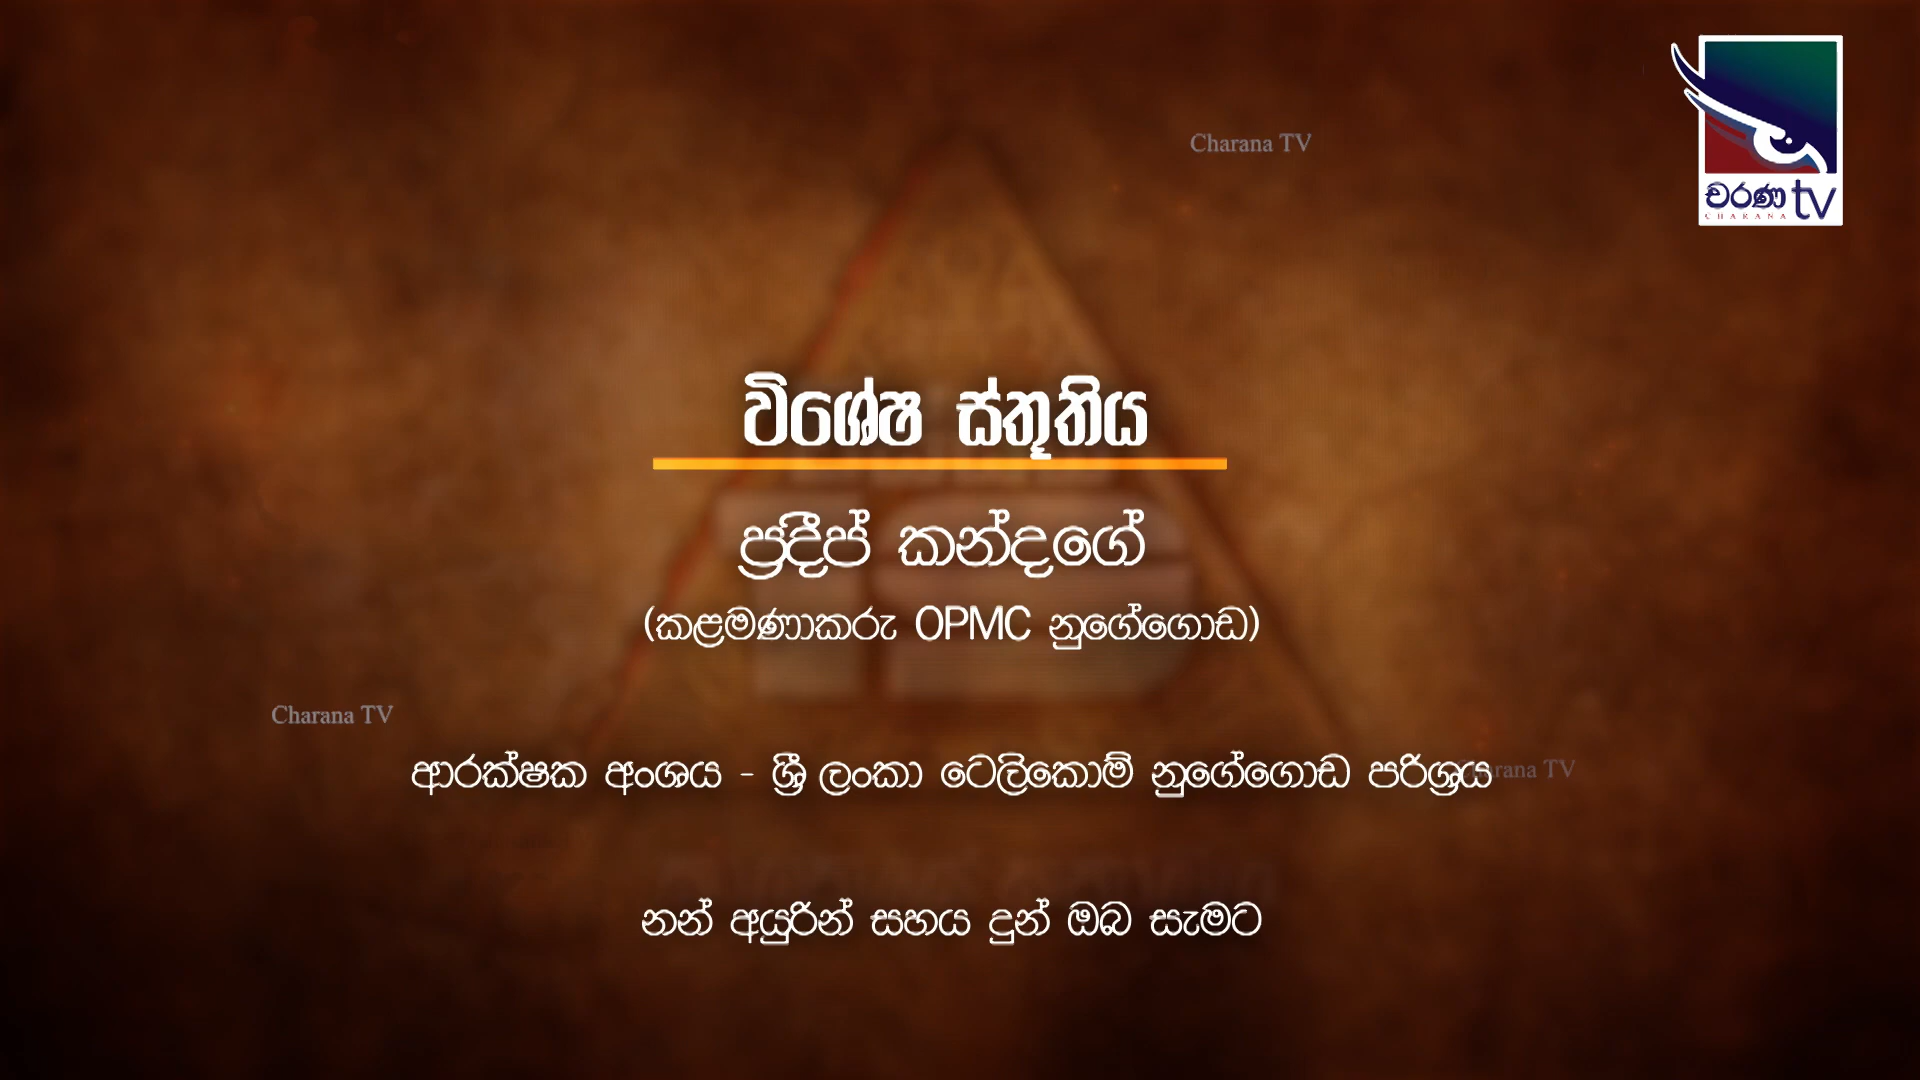 චරණ tv
CHARANA
Charana TV
විශේෂ ස්තූතිය
ප්‍රදීප් කන්දගේ
(කළමණාකරු OPMC නුගේගොඩ)
Charana TV
ආරක්ෂක අංශය - ශ්‍රී ලංකා ටෙලිකොම් නුගේගොඩ පරිශ්‍රය
Charana TV
නන් අයුරින් සහය දුන් ඔබ සැමට